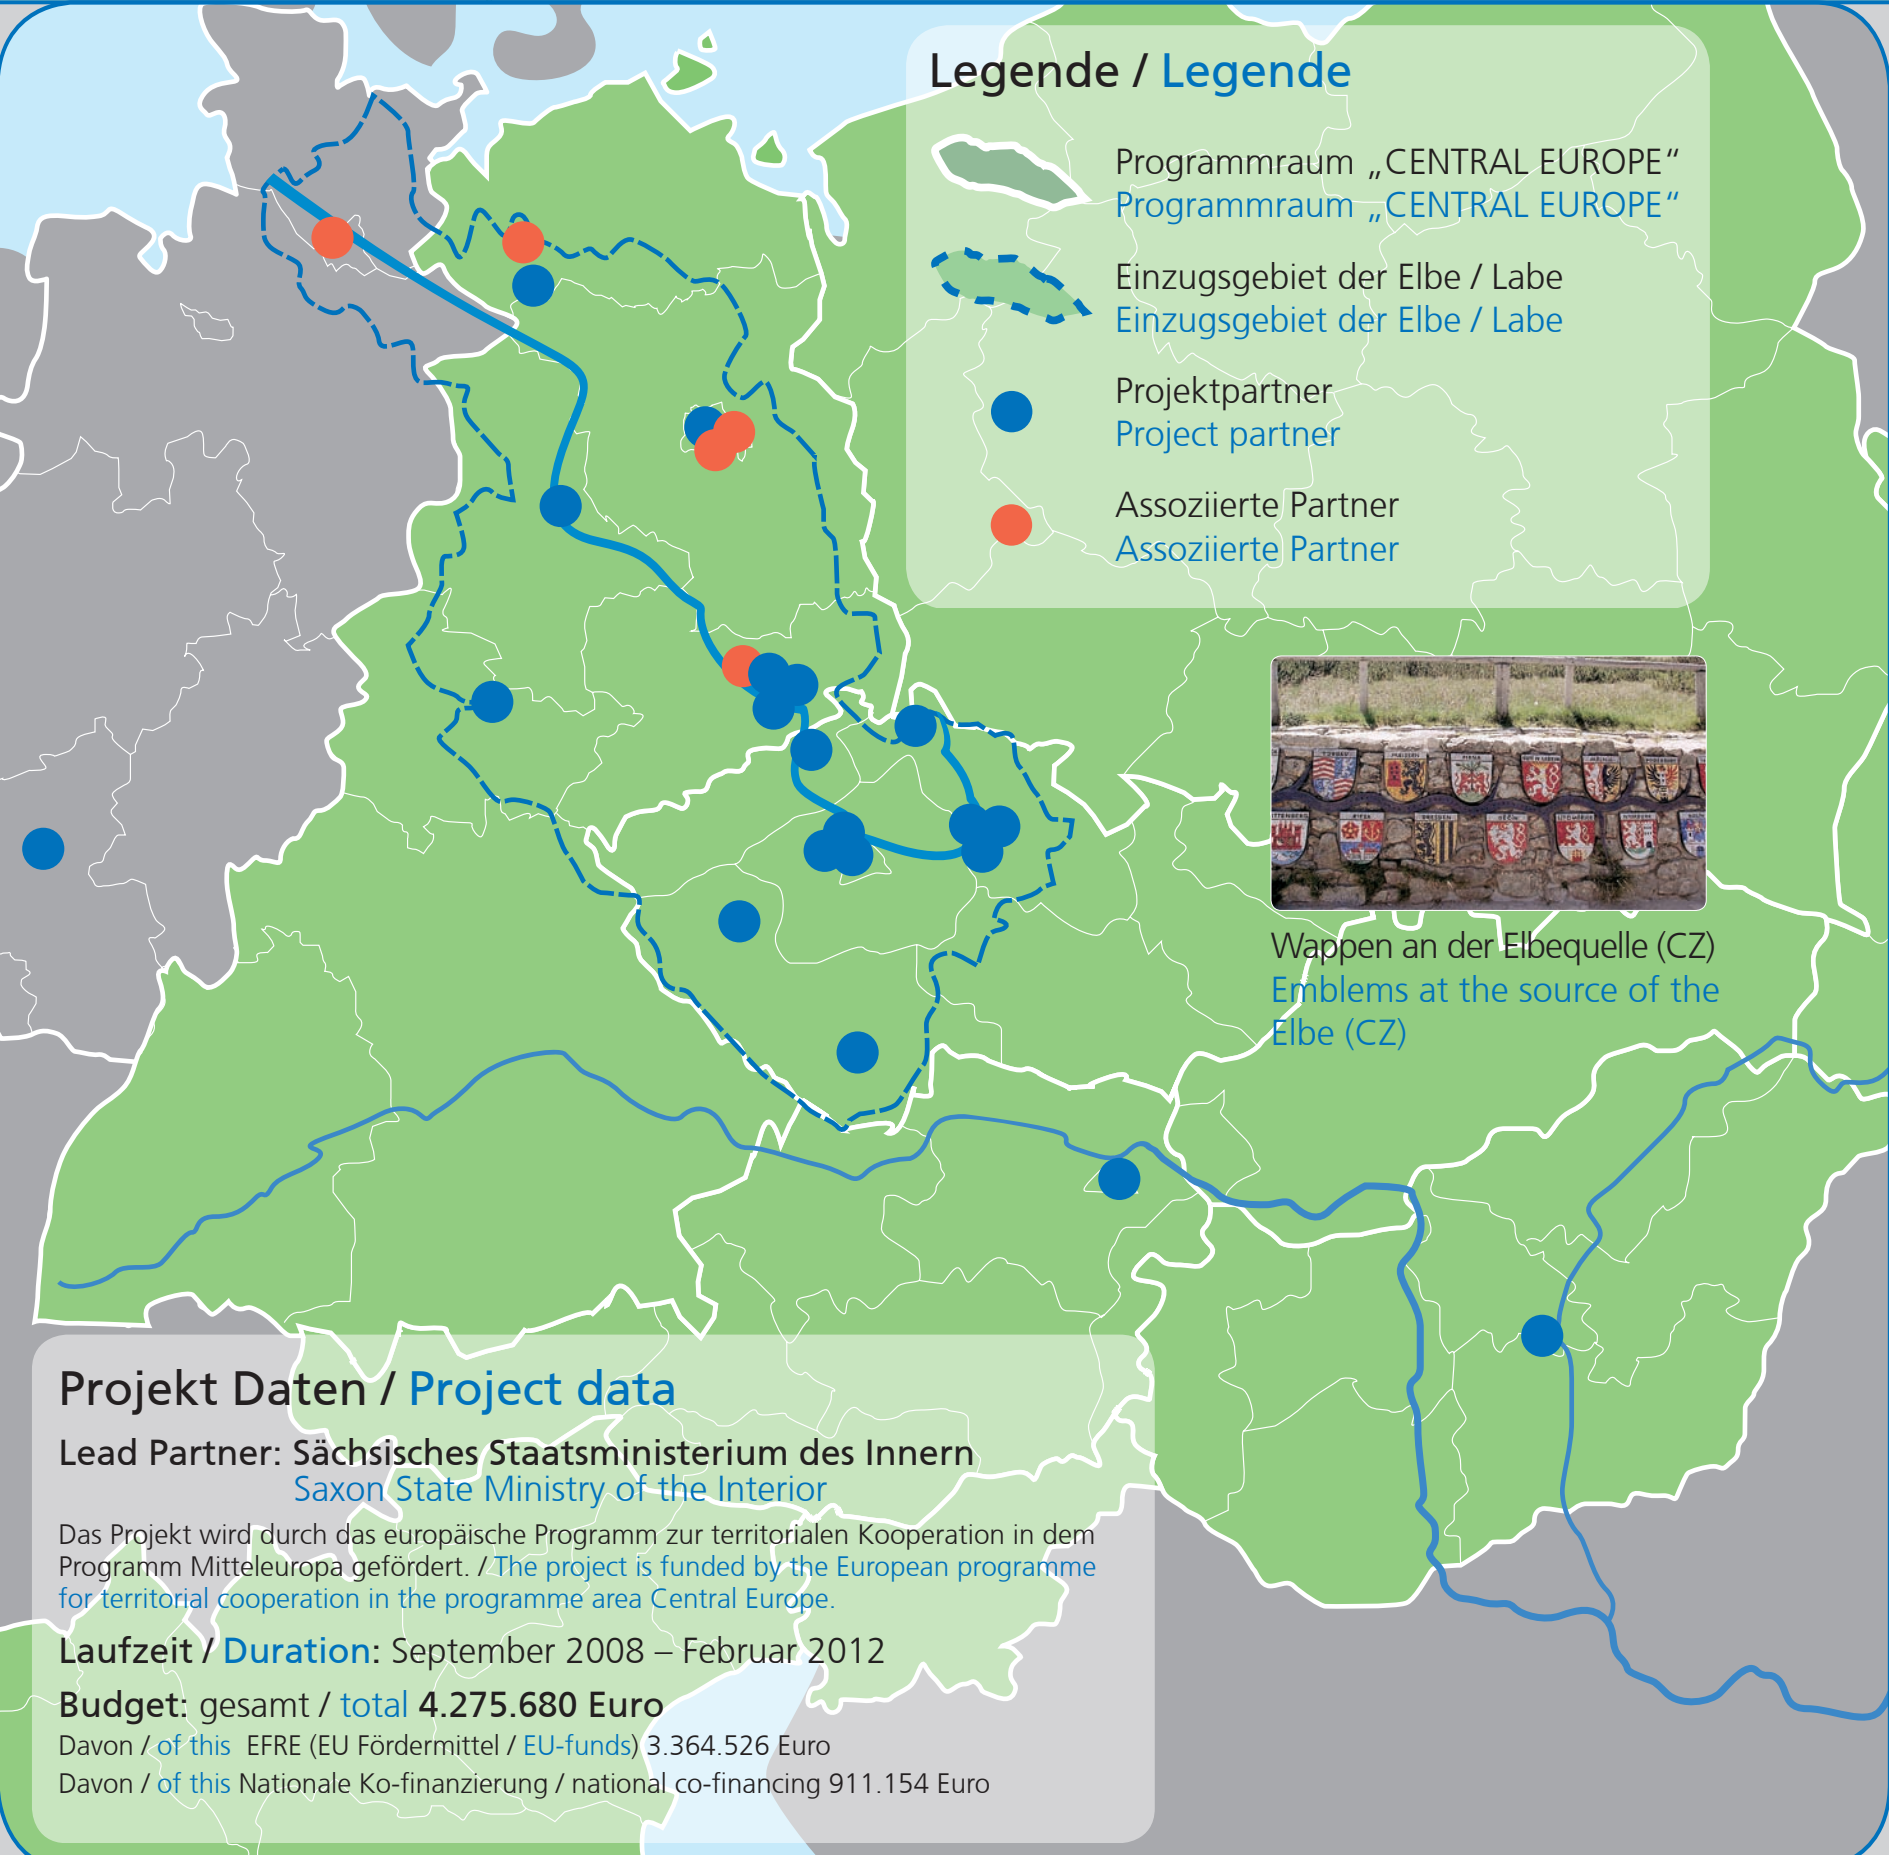 Legende / Legende
Programmraum „CENTRAL EUROPE“
Programmraum „CENTRAL EUROPE“
Einzugsgebiet der Elbe / Labe
Einzugsgebiet der Elbe / Labe
Projektpartner
Project partner
Assoziierte Partner
Assoziierte Partner
DRESDEN
Wappen an der Elbequelle (CZ)
Emblems at the source of the
Elbe (CZ)
Projekt Daten / Project data
Lead Partner: Sächsisches Staatsministerium des Innern
Saxon State Ministry of the Interior
Das Projekt wird durch das europäische Programm zur territorialen Kooperation in dem
Programm Mitteleuropa gefördert. / The project is funded by the European programme
for territorial cooperation in the programme area Central Europe.
Laufzeit / Duration: September 2008 – Februar 2012
Budget: gesamt / total 4.275.680 Euro
Davon / of this EFRE (EU Fördermittel / EU-funds) 3.364.526 Euro
Davon / of this Nationale Ko-finanzierung / national co-financing 911.154 Euro